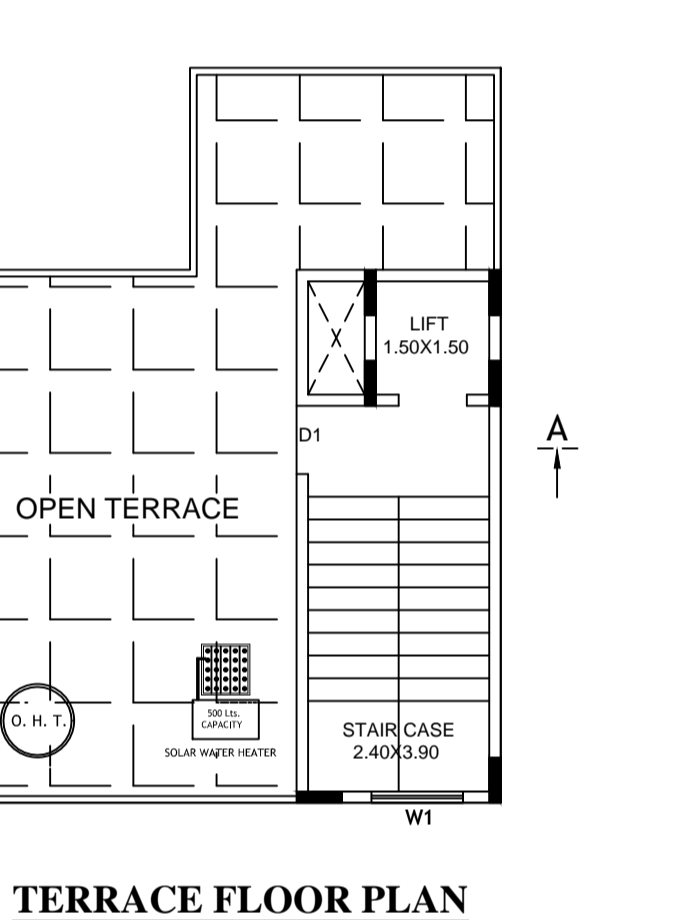 LIFT
1.50X1.50
X
D1
A
OPEN TERRACE
O. H. T.
500 Lts.
CAPACITY
SOLAR WATER HEATER
STAIR CASE
2.40X3.90
W1
TERRACE FLOOR PLAN